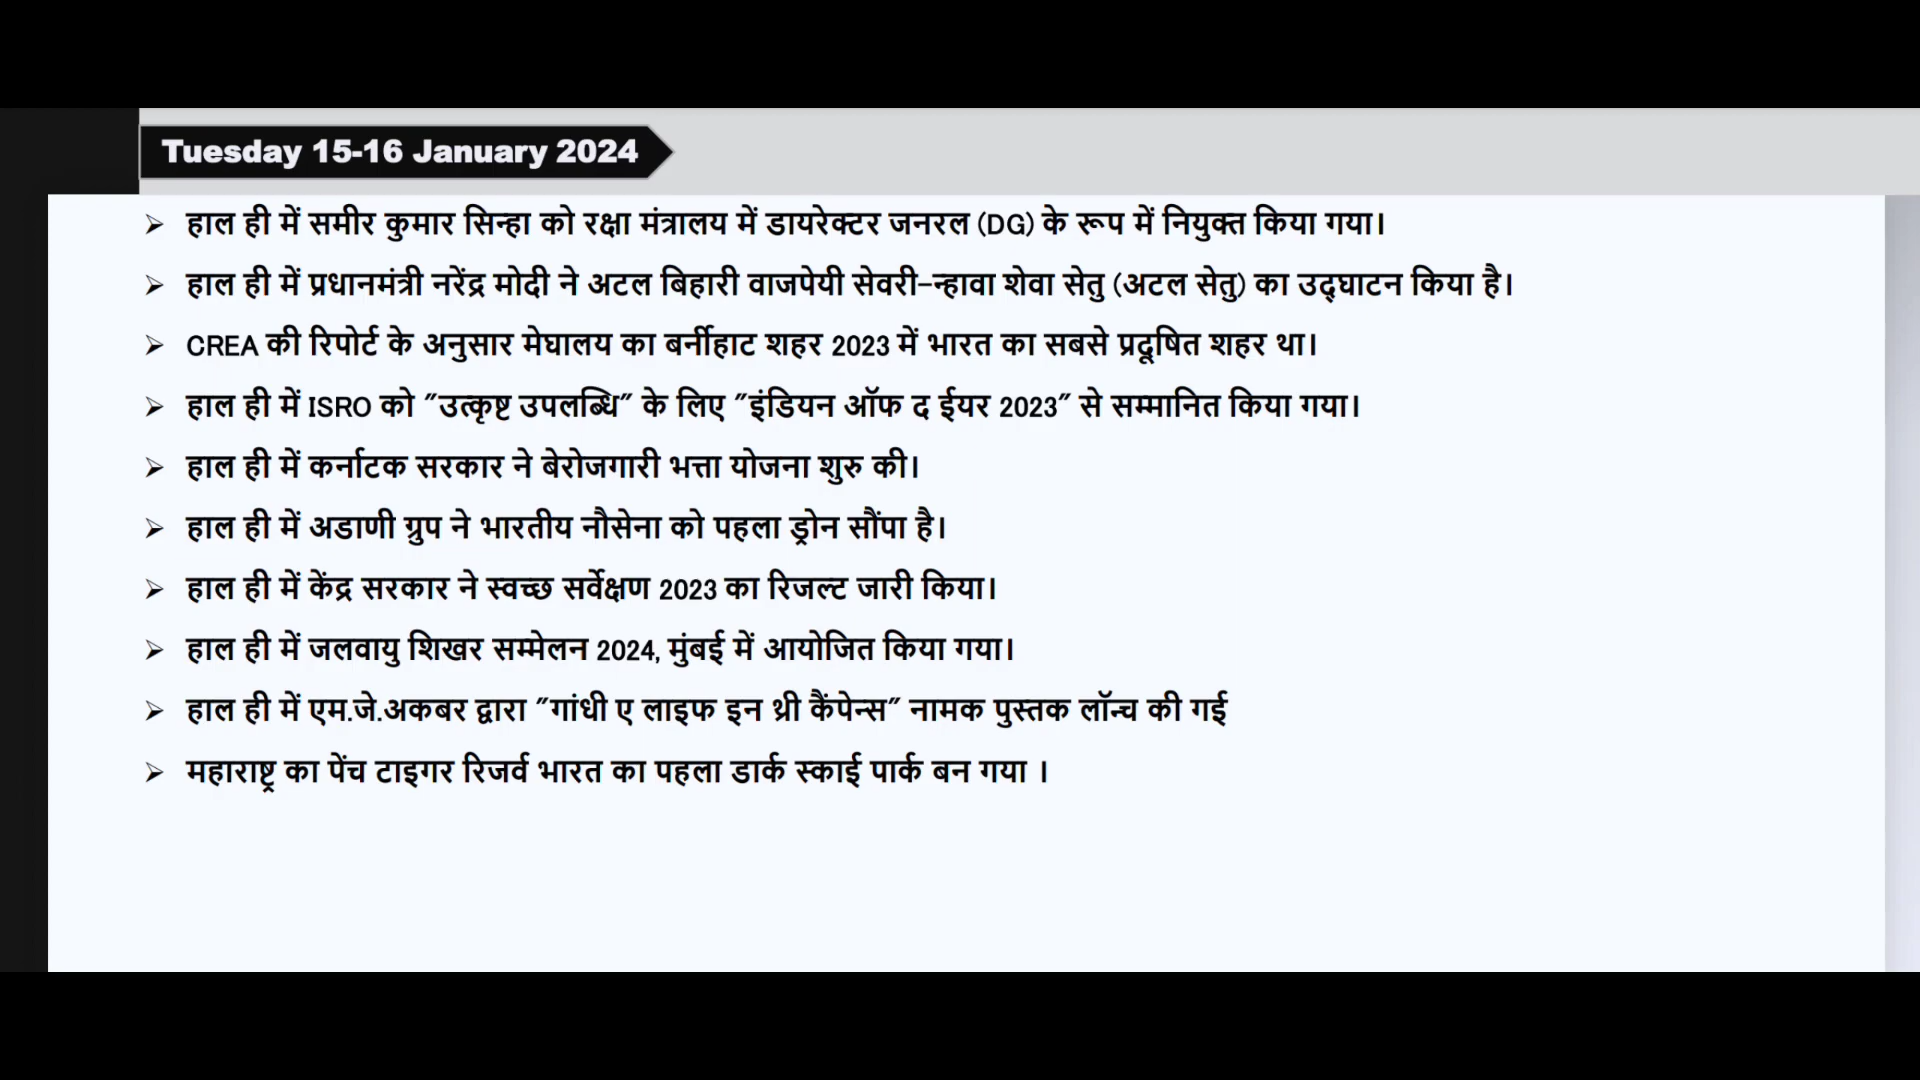 Tuesday 15-16 January 2024
➢ हाल ही में समीर कुमार सिन्हा को रक्षा मंत्रालय में डायरेक्टर जनरल (DG) के रूप में नियुक्त किया गया।
➢ हाल ही में प्रधानमंत्री नरेंद्र मोदी ने अटल बिहारी वाजपेयी सेवरी-न्हावा शेवा सेतु (अटल सेतु) का उद्घाटन किया है।
➢ CREA की रिपोर्ट के अनुसार मेघालय का बर्नीहाट शहर 2023 में भारत का सबसे प्रदूषित शहर था।
➢ हाल ही में ISRO को "उत्कृष्ट उपलब्धि" के लिए "इंडियन ऑफ द ईयर 2023" से सम्मानित किया गया।
➢ हाल ही में कर्नाटक सरकार ने बेरोजगारी भत्ता योजना शुरु की।
➢ हाल ही में अडाणी ग्रुप ने भारतीय नौसेना को पहला ड्रोन सौंपा है।
➢ हाल ही में केंद्र सरकार ने स्वच्छ सर्वेक्षण 2023 का रिजल्ट जारी किया।
➢ हाल ही में जलवायु शिखर सम्मेलन 2024, मुंबई में आयोजित किया गया।
➢ हाल ही में एम.जे.अकबर द्वारा "गांधी ए लाइफ इन थ्री कैंपेन्स" नामक पुस्तक लॉन्च की गई
➢ महाराष्ट्र का पेंच टाइगर रिजर्व भारत का पहला डार्क स्काई पार्क बन गया ।